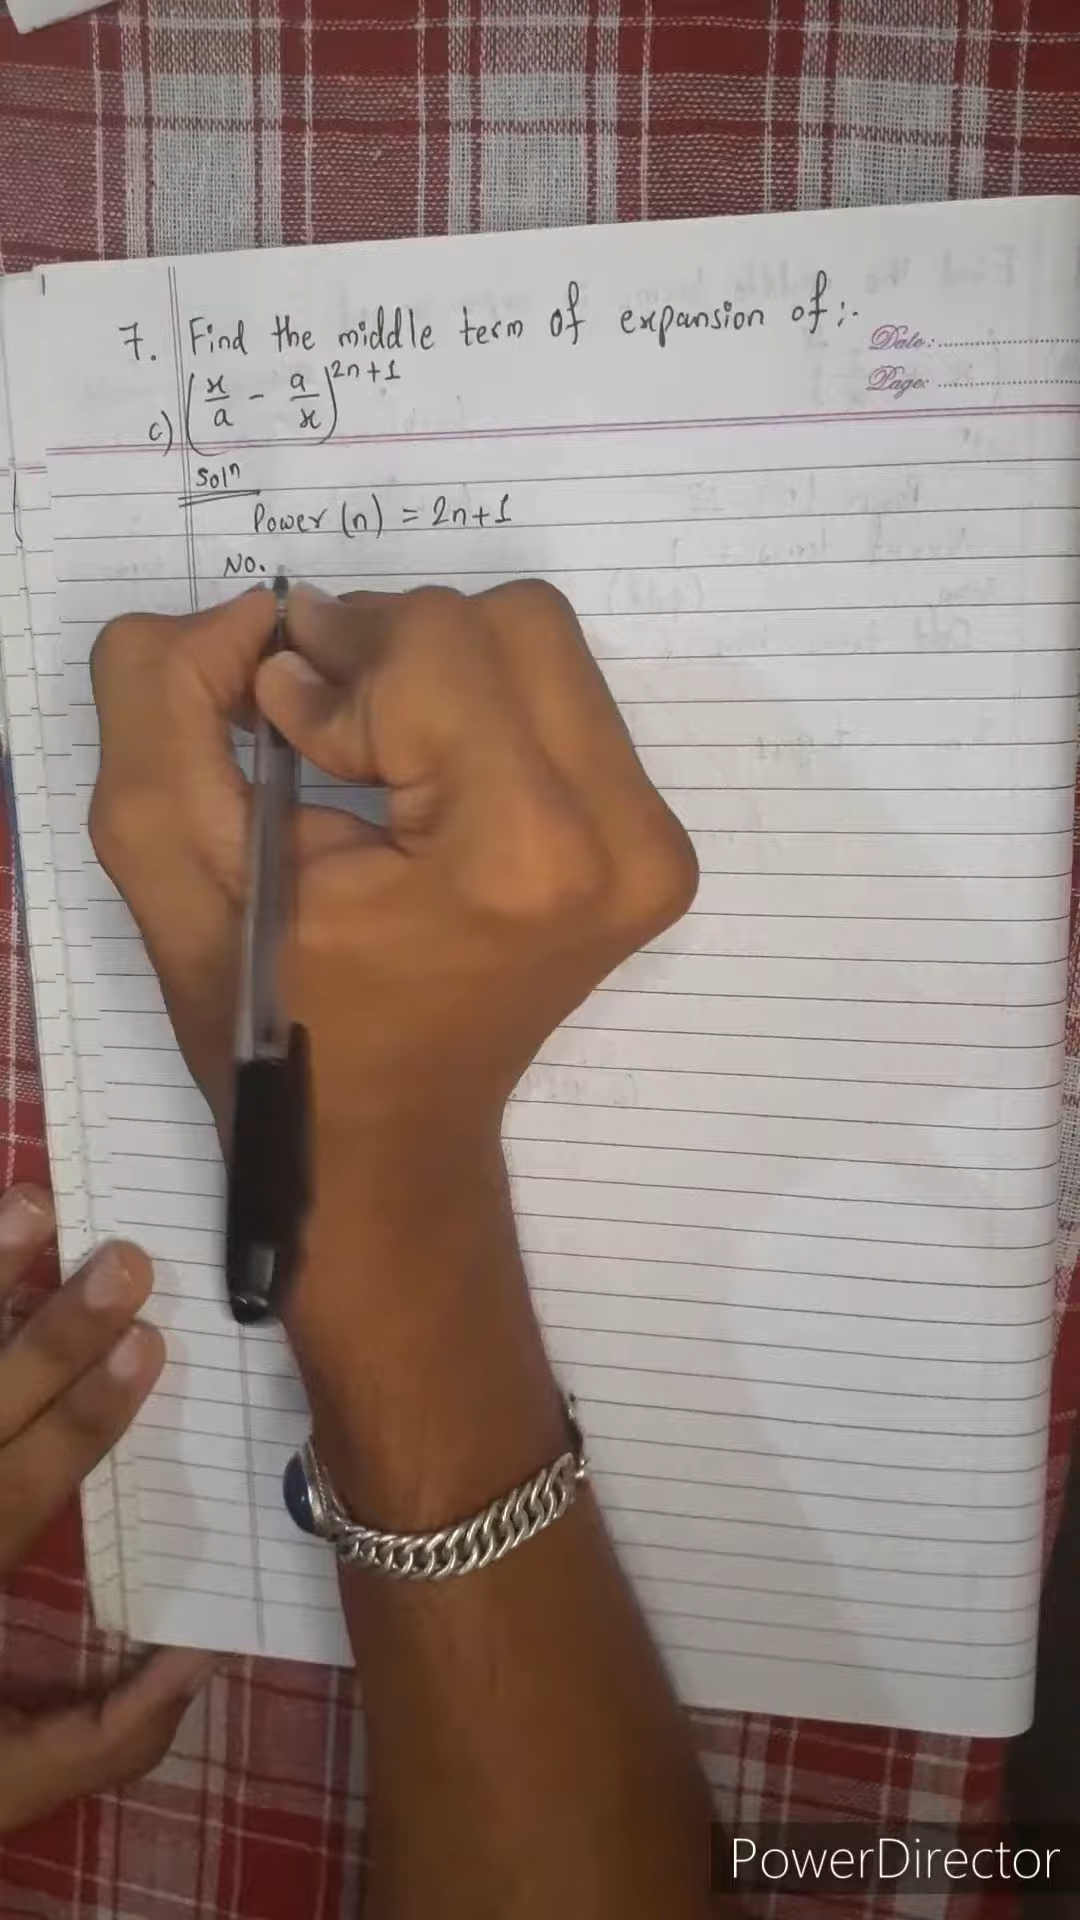 7. Find the middle term of expansion of :-
Date:
Page:
c) (x/a - a/x)^2n+1
Solⁿ
Power (n) = 2n+1
No.
PowerDirector